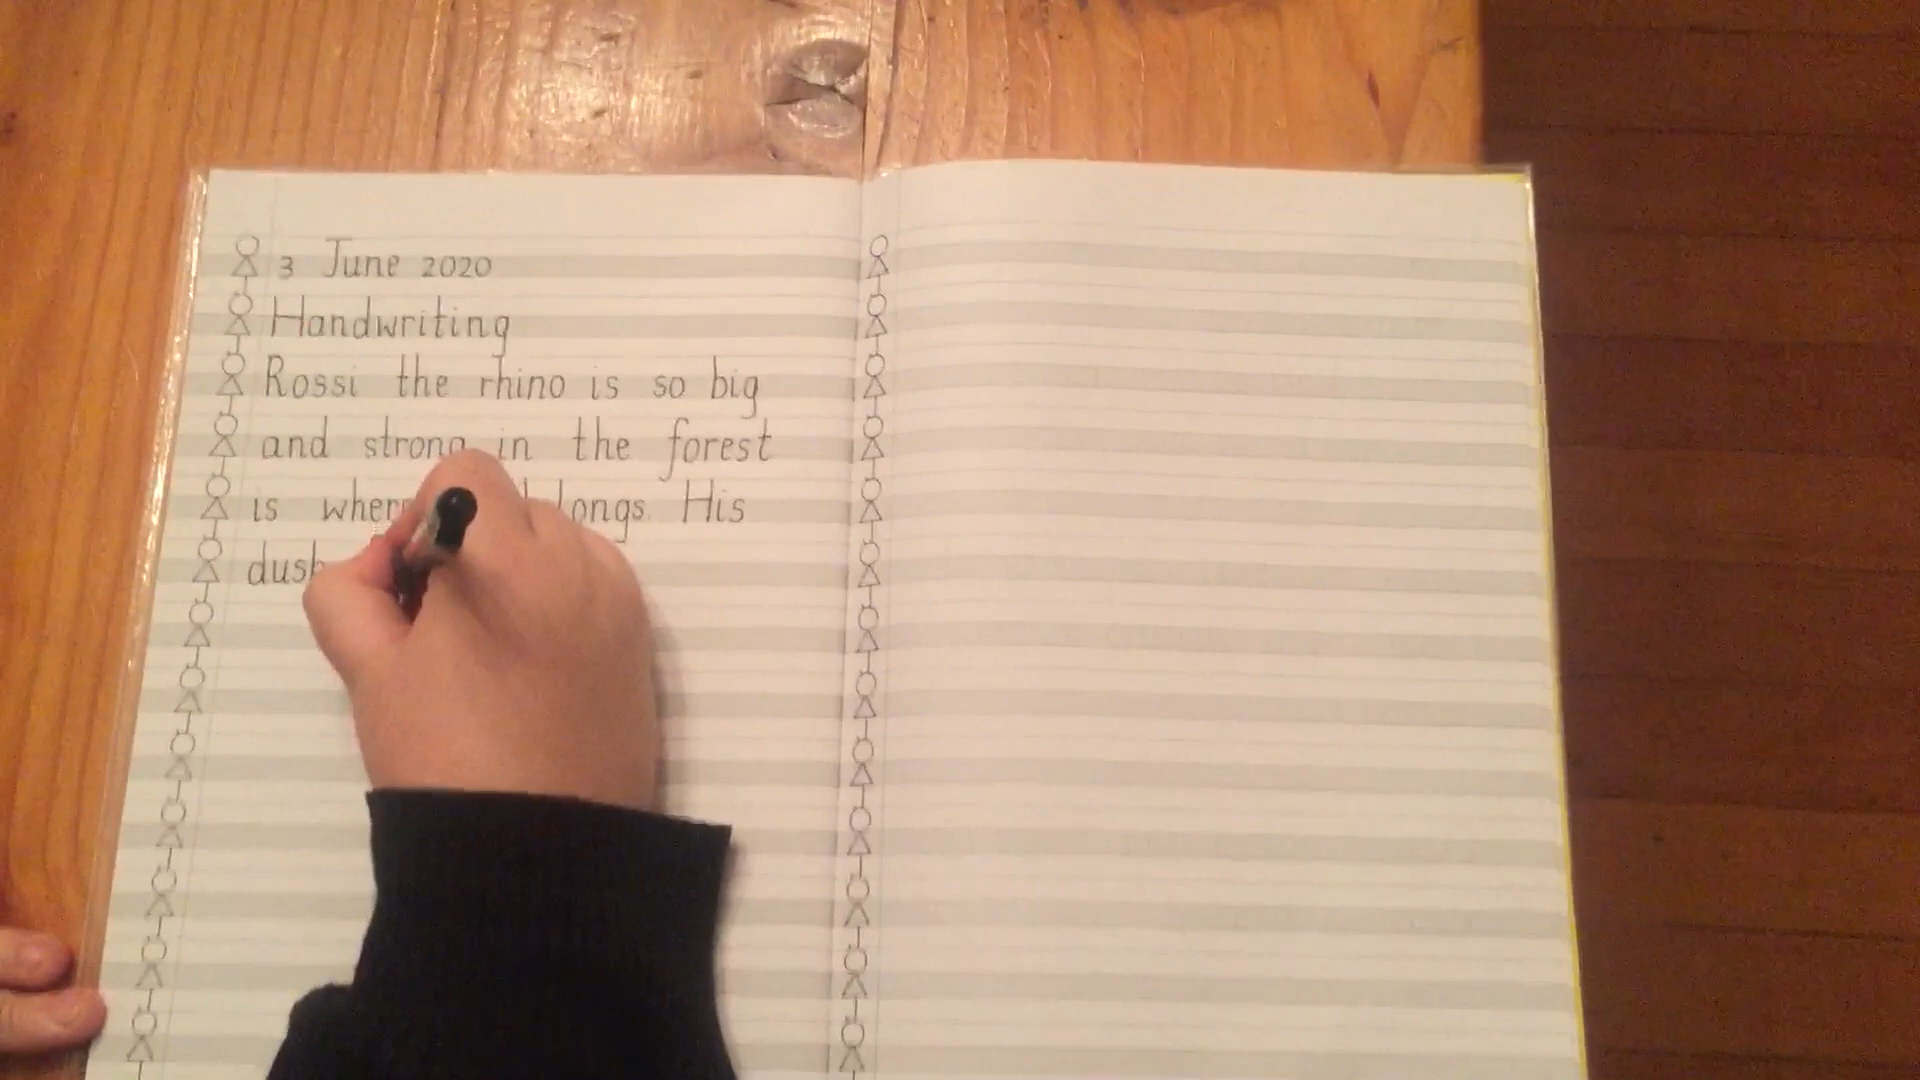 3 June 2020
Handwriting
Rossi the rhino is so big
and strong in the forest
is where longs. His